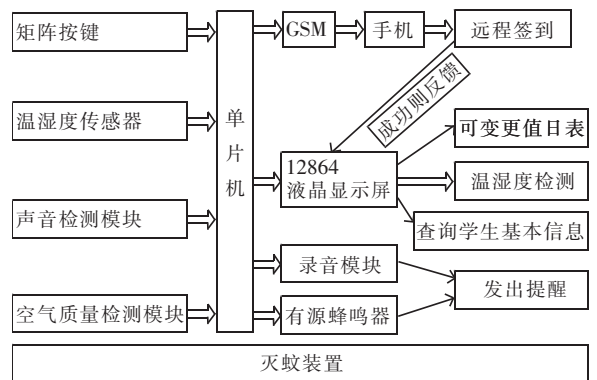 矩阵按键
温湿度传感器
声音检测模块
空气质量检测模块
单片机
GSM
手机
远程签到
成功则反馈
12864
液晶显示屏
可变更值日表
温湿度检测
查询学生基本信息
录音模块
有源蜂鸣器
发出提醒
灭蚊装置